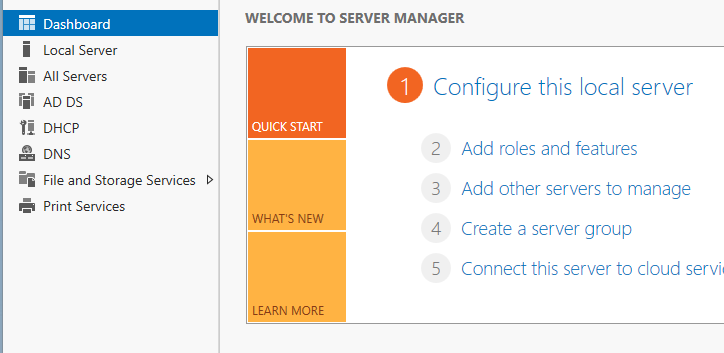 Dashboard
Local Server
All Servers
AD DS
DHCP
DNS
File and Storage Services
Print Services
WELCOME TO SERVER MANAGER
QUICK START
WHAT'S NEW
LEARN MORE
1 Configure this local server
2 Add roles and features
3 Add other servers to manage
4 Create a server group
5 Connect this server to cloud servi